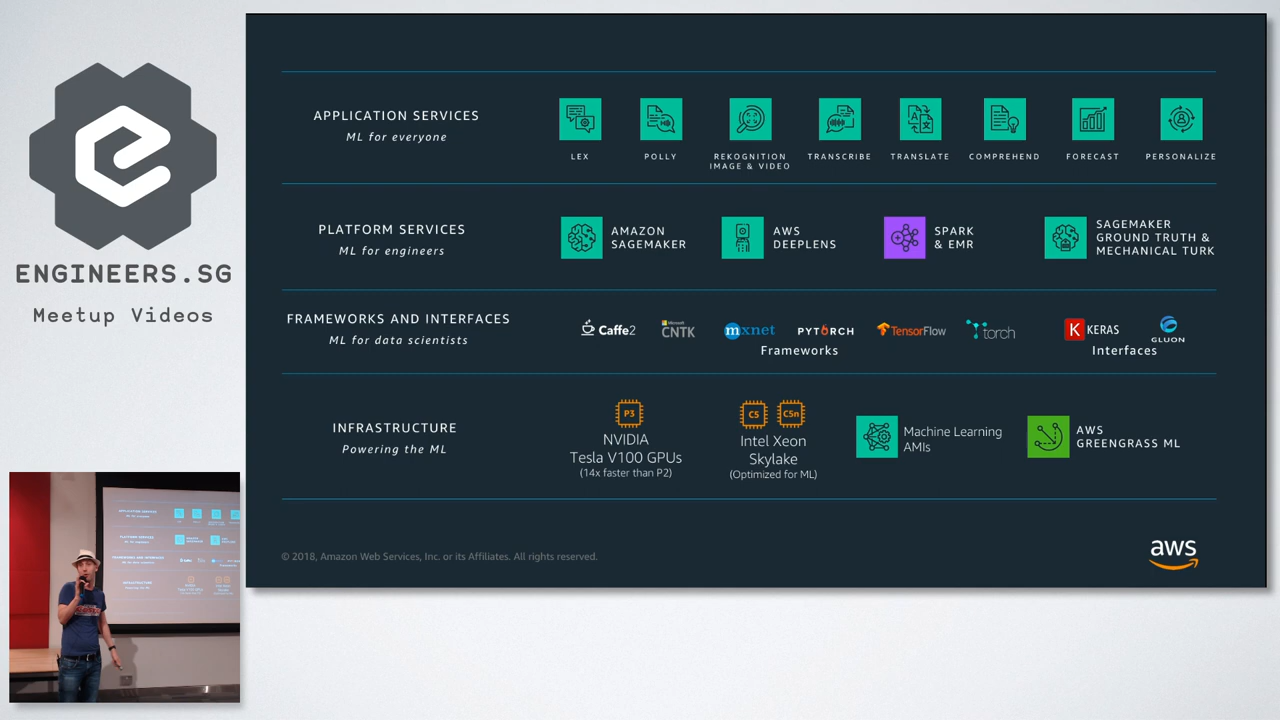 ENGINEERS.SG
Meetup Videos
APPLICATION SERVICES
ML for everyone
LEX
POLLY
REKOGNITION
IMAGE & VIDEO
TRANSCRIBE
TRANSLATE
COMPREHEND
FORECAST
PERSONALIZE
PLATFORM SERVICES
ML for engineers
AMAZON
SAGEMAKER
AWS
DEEPLENS
SPARK
& EMR
SAGEMAKER
GROUND TRUTH &
MECHANICAL TURK
FRAMEWORKS AND INTERFACES
ML for data scientists
Caffe2
Microsoft
CNTK
mxnet
PYTORCH
TensorFlow
torch
Frameworks
K KERAS
GLUON
Interfaces
INFRASTRUCTURE
Powering the ML
P3
NVIDIA
Tesla V100 GPUs
(14x faster than P2)
C5 C5n
Intel Xeon
Skylake
(Optimized for ML)
Machine Learning
AMIs
AWS
GREENGRASS ML
© 2018, Amazon Web Services, Inc. or its Affiliates. All rights reserved.
aws